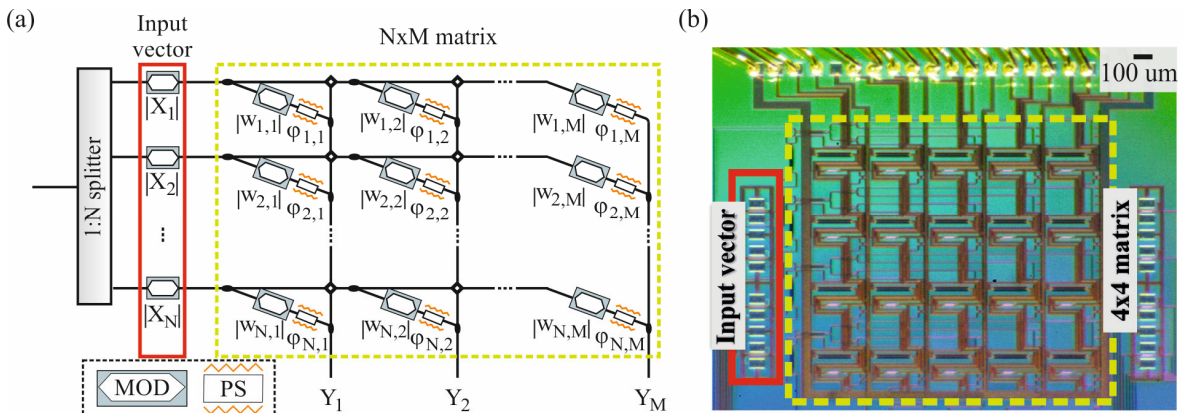 (a)
Input
vector
NxM matrix
1:N splitter
|X1|
|X2|
...
|XN|
|w1,1| φ1,1
|w1,2| φ1,2
...
|w1,M| φ1,M
|w2,1| φ2,1
|w2,2| φ2,2
...
|w2,M| φ2,M
|wN,1| φN,1
|wN,2| φN,2
...
|wN,M| φN,M
MOD
PS
Y1
Y2
YM
(b)
100 um
Input vector
4x4 matrix